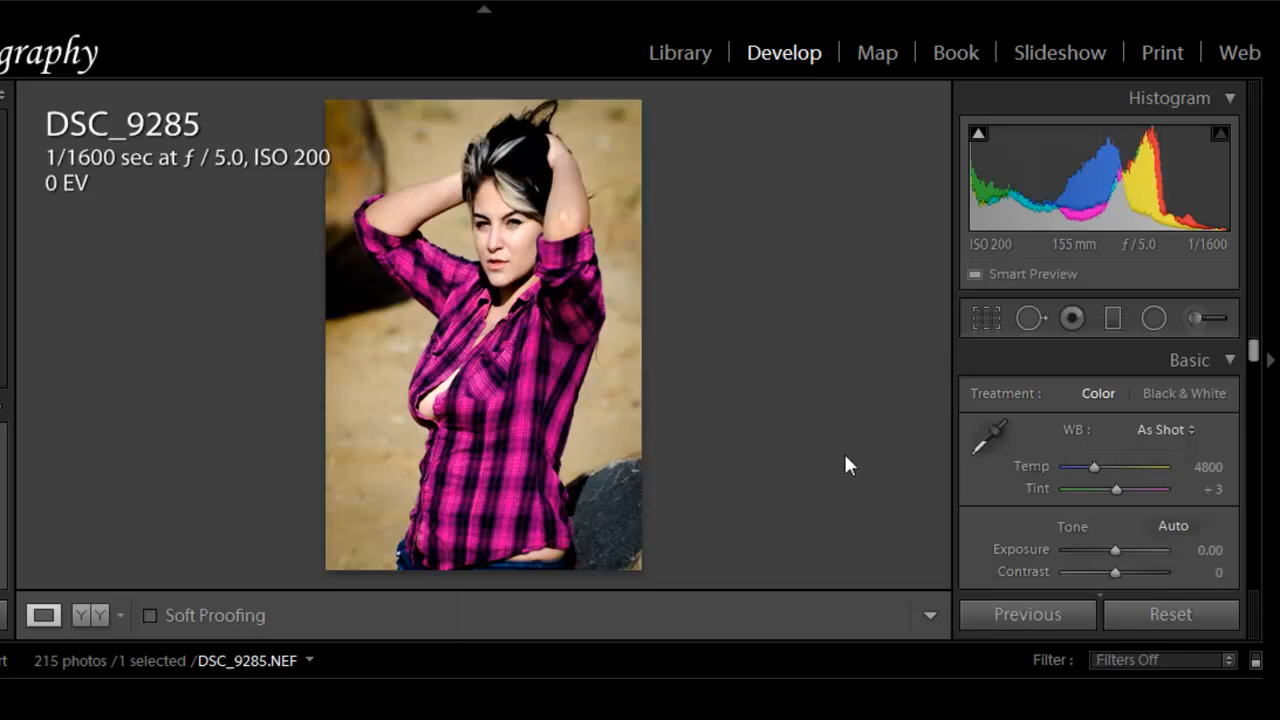 graphy
Library | Develop | Map | Book | Slideshow | Print | Web
DSC_9285
1/1600 sec at ƒ / 5.0, ISO 200
0 EV
Histogram
ISO 200 155 mm ƒ / 5.0 1/1600
Smart Preview
Basic
Treatment : Color | Black & White
WB : As Shot
Temp 4800
Tint + 3
Tone Auto
Exposure 0.00
Contrast 0
YY Soft Proofing
Previous Reset
rt 215 photos /1 selected /DSC_9285.NEF
Filter : Filters Off